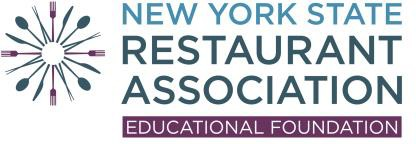 NEW YORK STATE
RESTAURANT
ASSOCIATION
EDUCATIONAL FOUNDATION